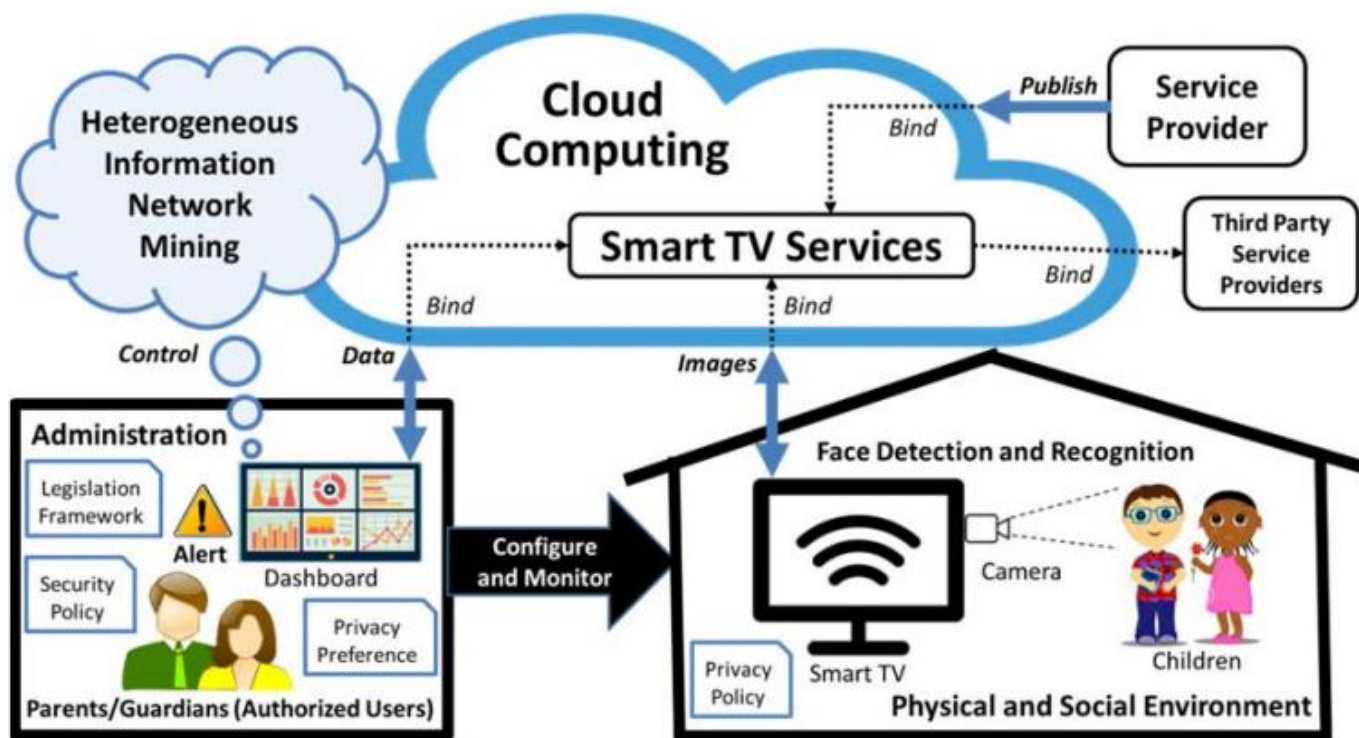 Heterogeneous
Information
Network
Mining
Cloud
Computing
Publish
Service
Provider
Bind
Smart TV Services
Third Party
Service
Providers
Bind
Bind
Bind
Control
Data
Images
Administration
Legislation
Framework
Alert
Dashboard
Security
Policy
Privacy
Preference
Parents/Guardians (Authorized Users)
Configure
and Monitor
Face Detection and Recognition
Camera
Smart TV
Children
Privacy
Policy
Physical and Social Environment